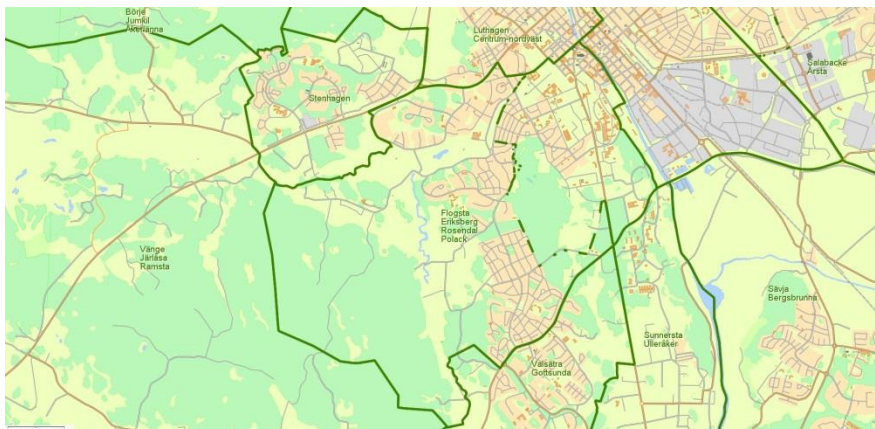 Börje
Jumkil
Åkerlänna
Luthagen
Centrum-nordväst
Salabacke
Årsta
Stenhagen
Flogsta
Eriksberg
Rosendal
Polack
Vänge
Järlåsa
Ramsta
Sävja
Bergsbrunna
Sunnersta
Ulleråker
Valsätra
Gottsunda